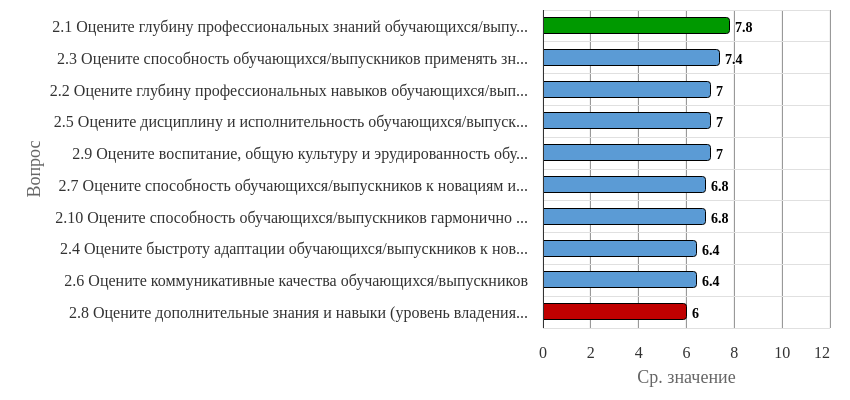 2.1 Оцените глубину профессиональных знаний обучающихся/выпу... 7.8
2.3 Оцените способность обучающихся/выпускников применять зн... 7.4
2.2 Оцените глубину профессиональных навыков обучающихся/вып... 7
2.5 Оцените дисциплину и исполнительность обучающихся/выпуск... 7
2.9 Оцените воспитание, общую культуру и эрудированность обу... 7
2.7 Оцените способность обучающихся/выпускников к новациям и... 6.8
2.10 Оцените способность обучающихся/выпускников гармонично ... 6.8
2.4 Оцените быстроту адаптации обучающихся/выпускников к нов... 6.4
2.6 Оцените коммуникативные качества обучающихся/выпускников 6.4
2.8 Оцените дополнительные знания и навыки (уровень владения... 6
Вопрос
0 2 4 6 8 10 12
Ср. значение